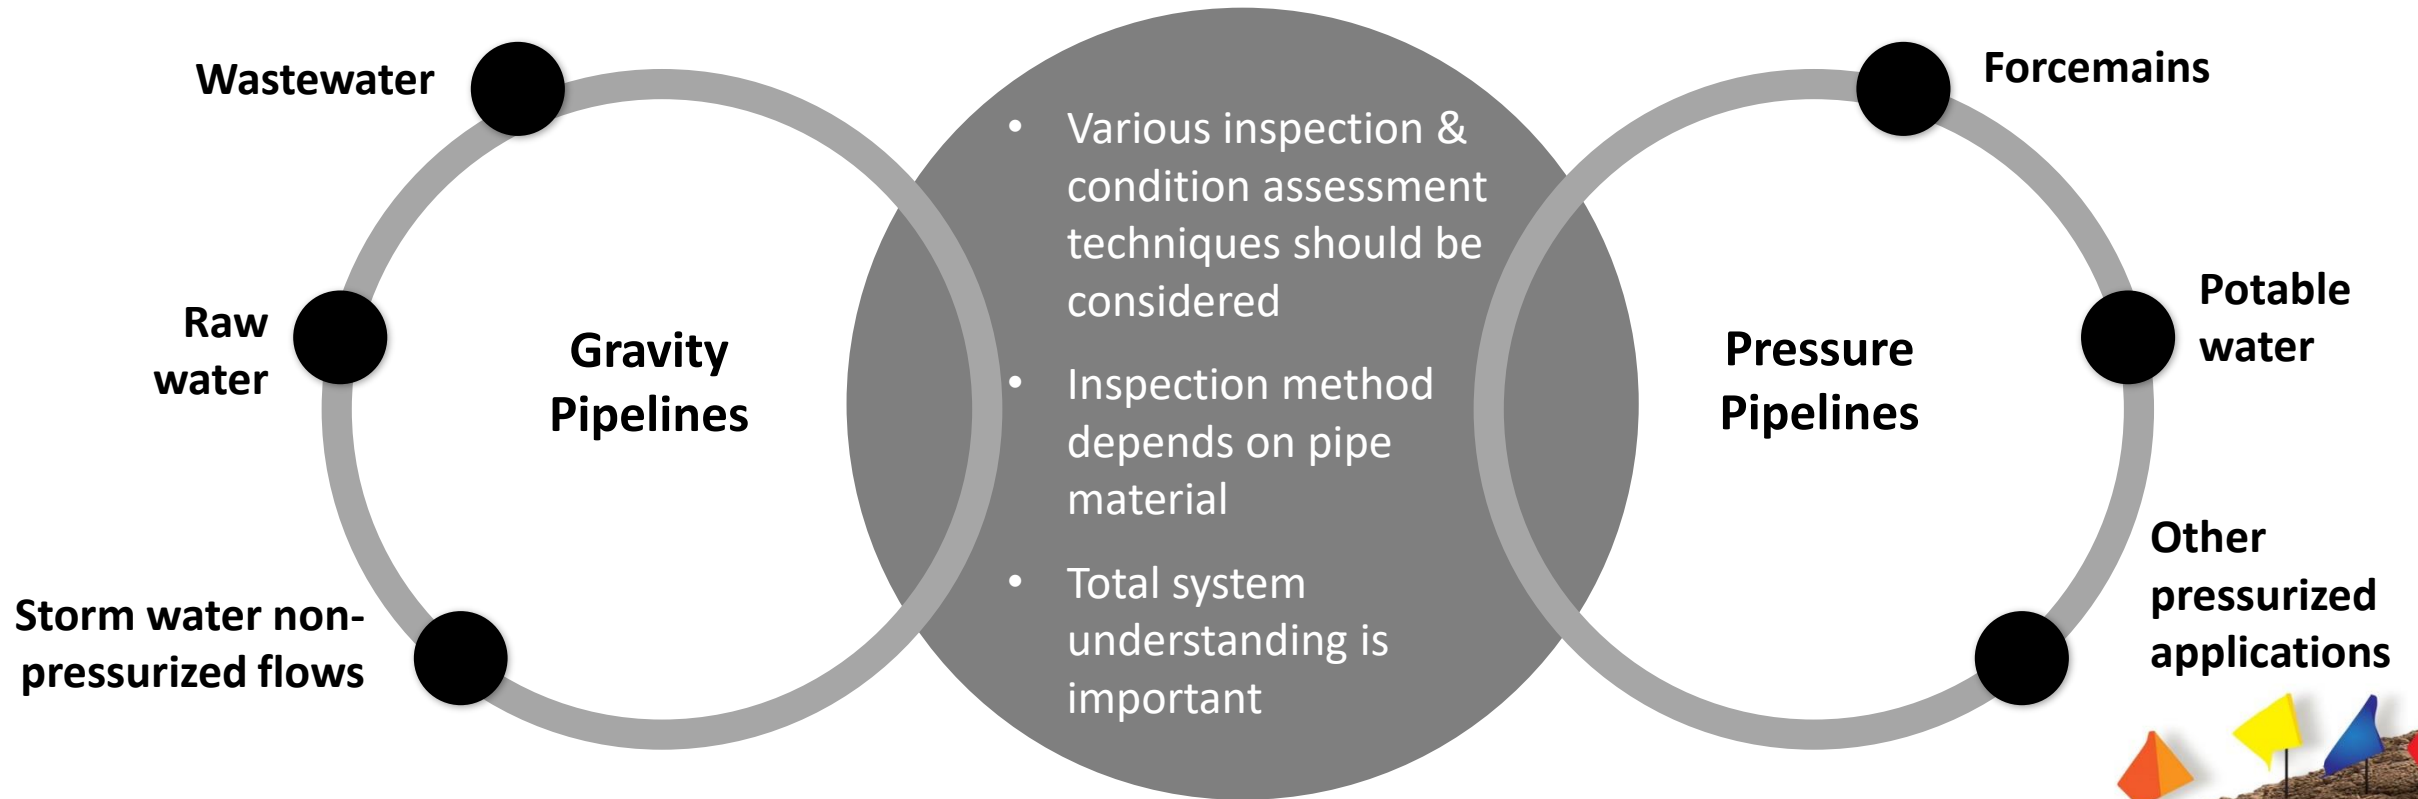 Wastewater
Raw
water
Storm water non-
pressurized flows
Gravity
Pipelines
• Various inspection &
condition assessment
techniques should be
considered
• Inspection method
depends on pipe
material
• Total system
understanding is
important
Pressure
Pipelines
Forcemains
Potable
water
Other
pressurized
applications